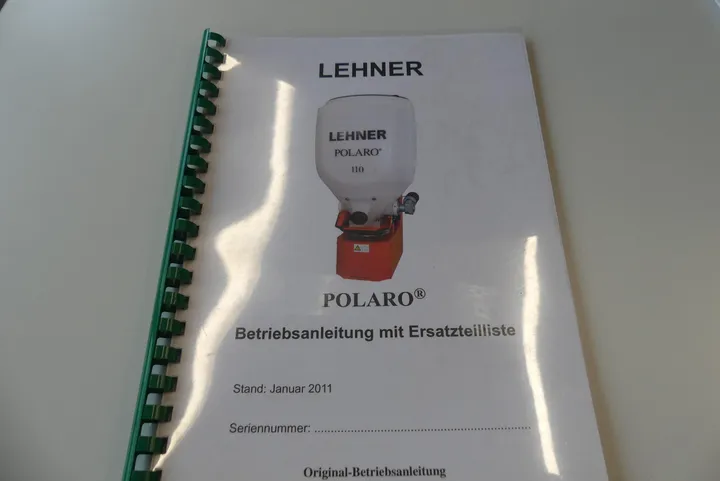 LEHNER
LEHNER
POLARO®
110
POLARO®
Betriebsanleitung mit Ersatzteilliste
Stand: Januar 2011
Seriennummer: ............................................................
Original-Betriebsanleitung